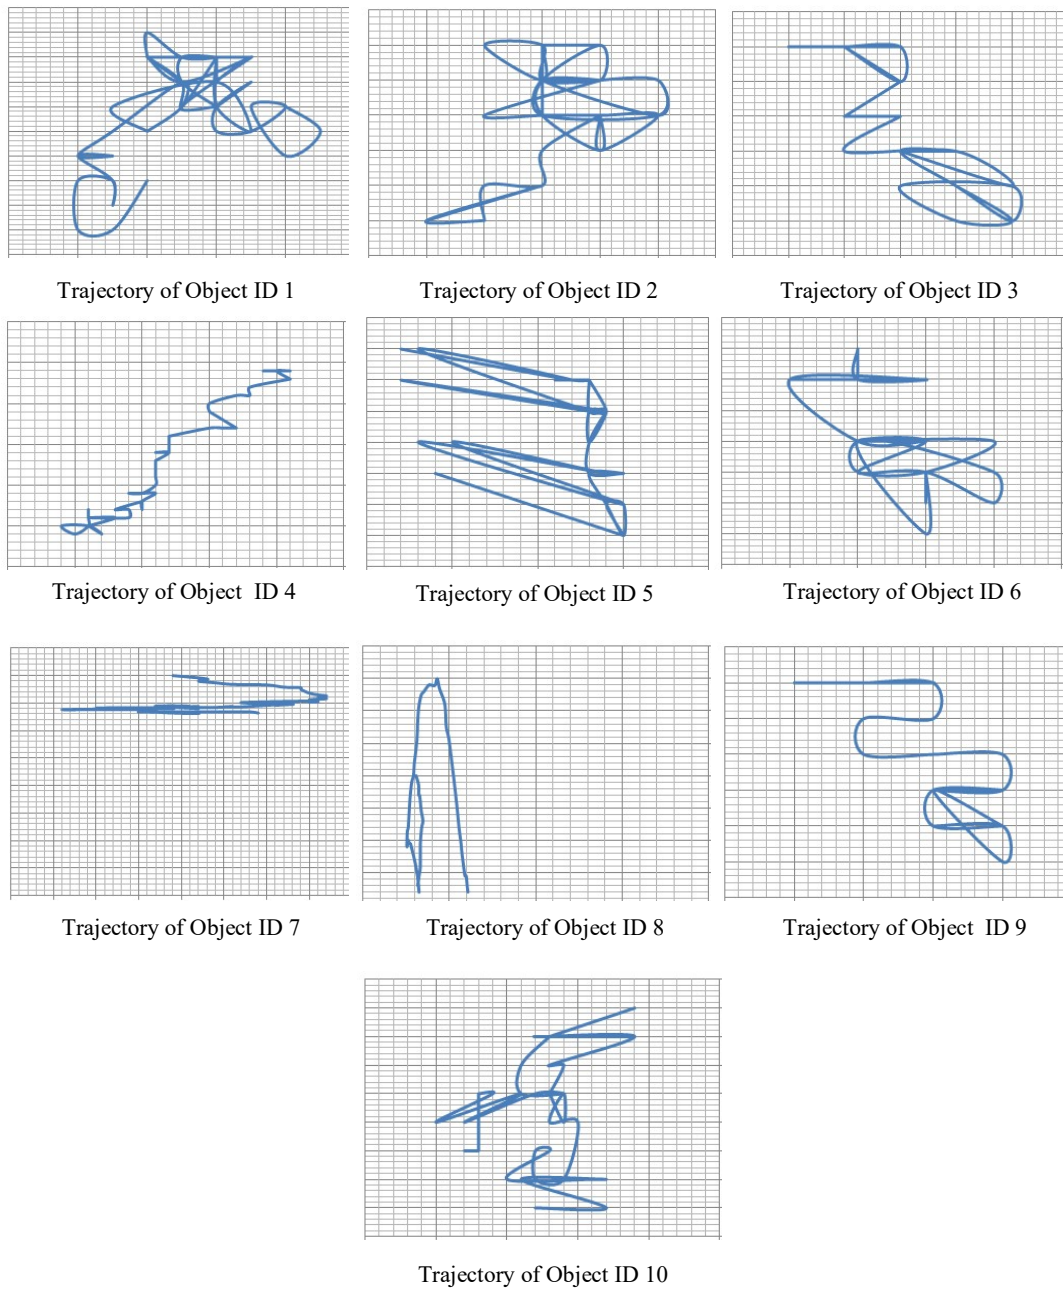 Trajectory of Object ID 1
Trajectory of Object ID 2
Trajectory of Object ID 3
Trajectory of Object  ID 4
Trajectory of Object ID 5
Trajectory of Object ID 6
Trajectory of Object ID 7
Trajectory of Object ID 8
Trajectory of Object  ID 9
Trajectory of Object ID 10